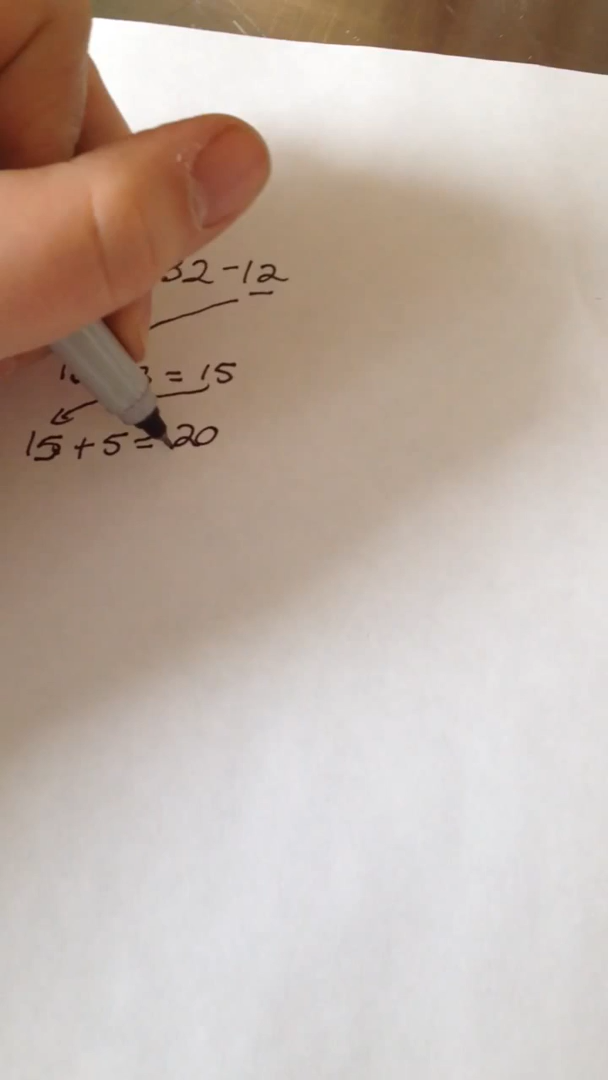 32 - 12
= 15
15 + 5 = 20